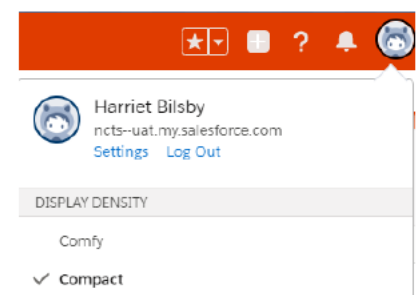 ?
Harriet Bilsby
ncts--uat.my.salesforce.com
Settings Log Out
DISPLAY DENSITY
Comfy
Compact